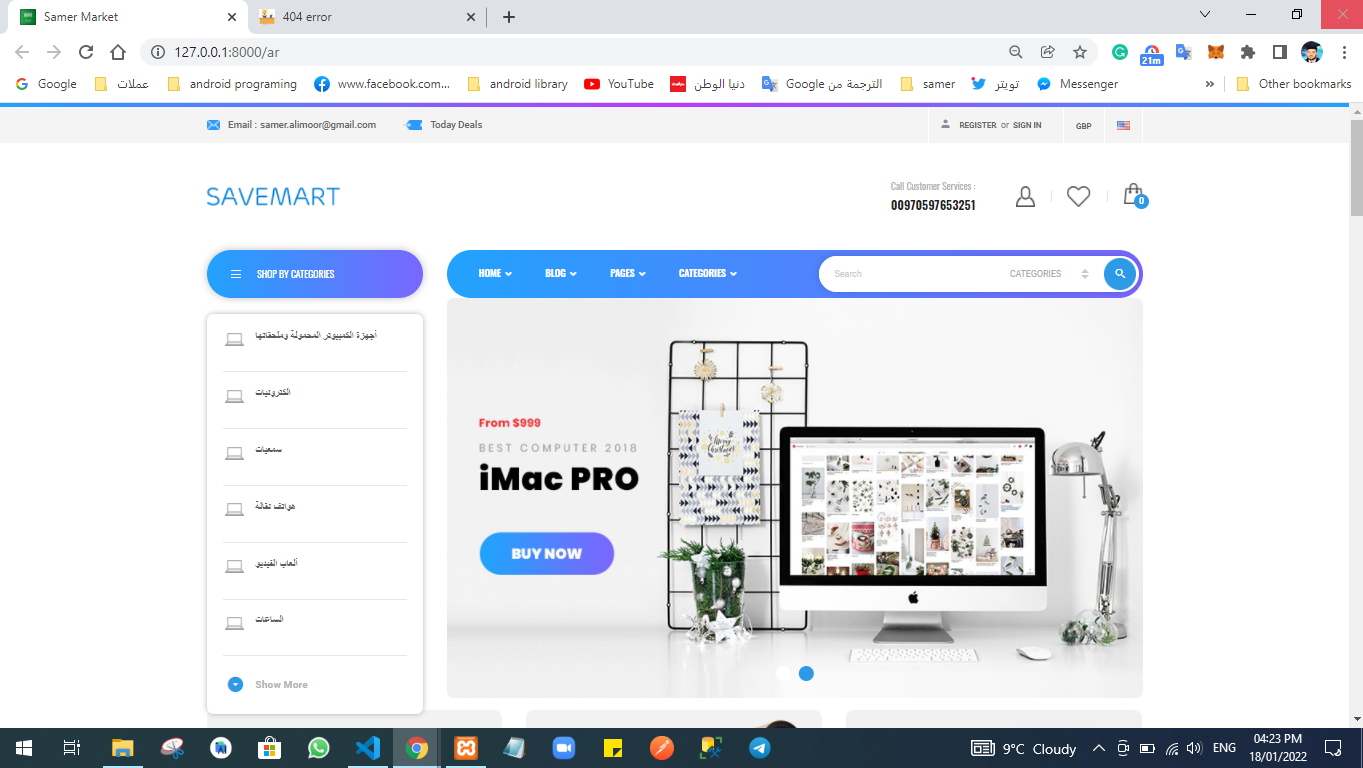 Samer Market
404 error
127.0.0.1:8000/ar
21m
Google
عملات
android programing
www.facebook.com...
android library
YouTube
دنيا الوطن
الترجمة من Google
samer
تويتر
Messenger
»
Other bookmarks
Email : samer.alimoor@gmail.com
Today Deals
REGISTER or SIGN IN
GBP
SAVEMART
Call Customer Services :
00970597653251
0
SHOP BY CATEGORIES
HOME
BLOG
PAGES
CATEGORIES
Search
CATEGORIES
أجهزة الكمبيوتر المحمولة وملحقاتها
الكترونيات
سمعيات
هواتف نقالة
ألعاب الفيديو
الساعات
Show More
From $999
BEST COMPUTER 2018
iMac PRO
BUY NOW
Merry Christmas
9°C Cloudy
ENG
04:23 PM
18/01/2022